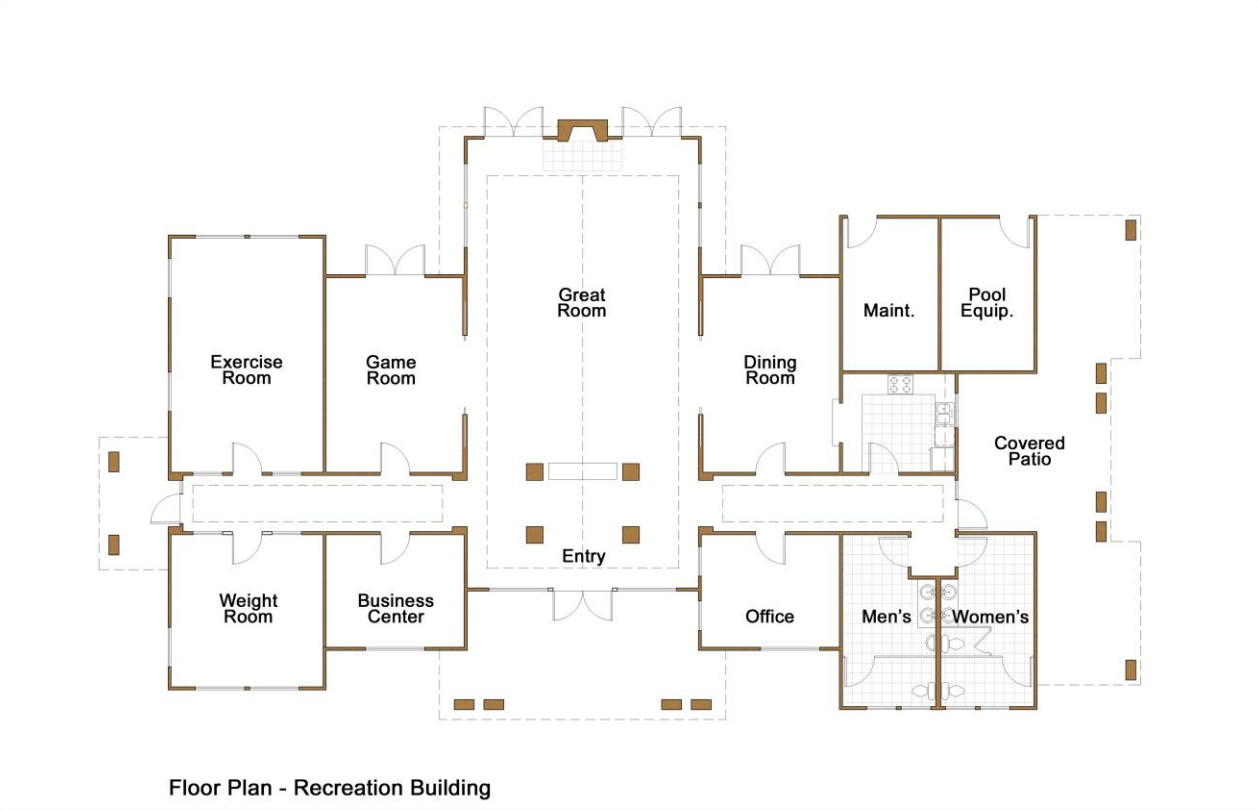 Great
Room
Maint.
Pool
Equip.
Exercise
Room
Game
Room
Dining
Room
Covered
Patio
Entry
Weight
Room
Business
Center
Office
Men's
Women's
Floor Plan - Recreation Building